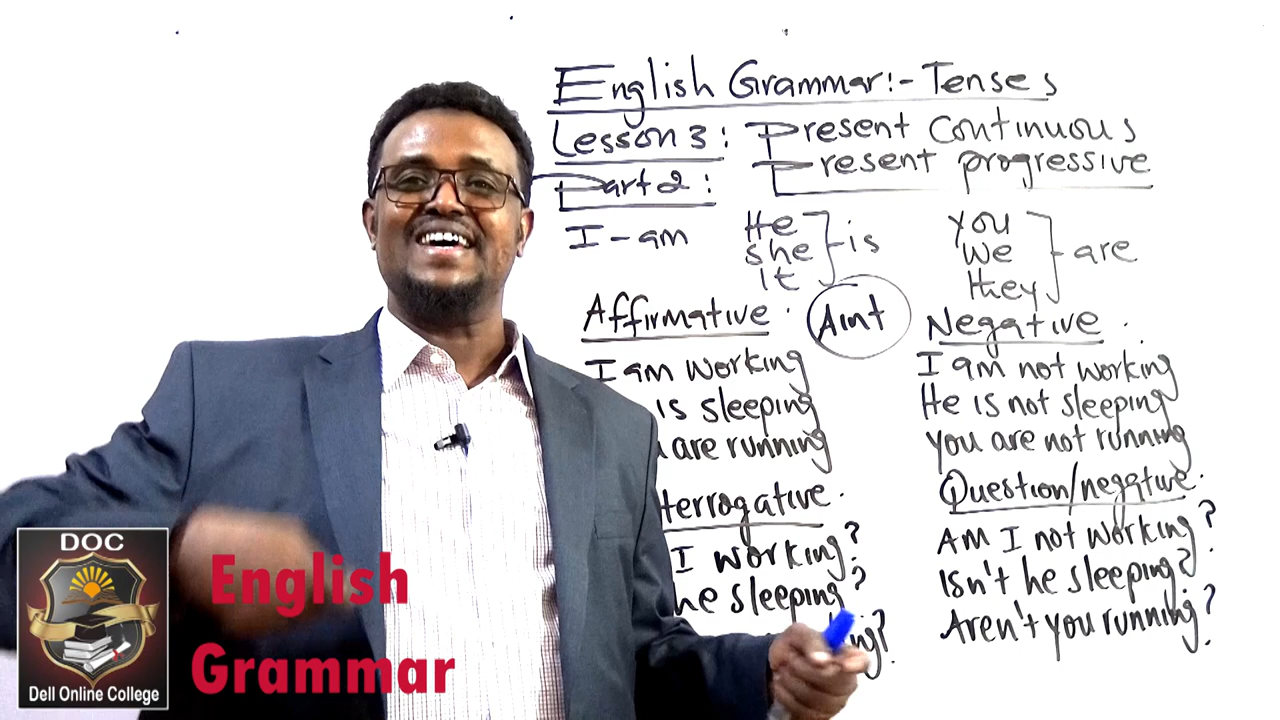 English Grammar:- Tenses
Lesson 3: Present continuous
Present progressive
Part 2:
I - am
He
She
It
is
You
We
they
are
Affirmative.
Aint
Negative.
I am working
is sleeping
are running
I am not working
He is not sleeping
you are not running
terrogative.
I working?
he sleeping?
ing?
Question/negative.
Am I not working?
Isn't he sleeping?
Aren't you running?
DOC
Dell Online College
English
Grammar